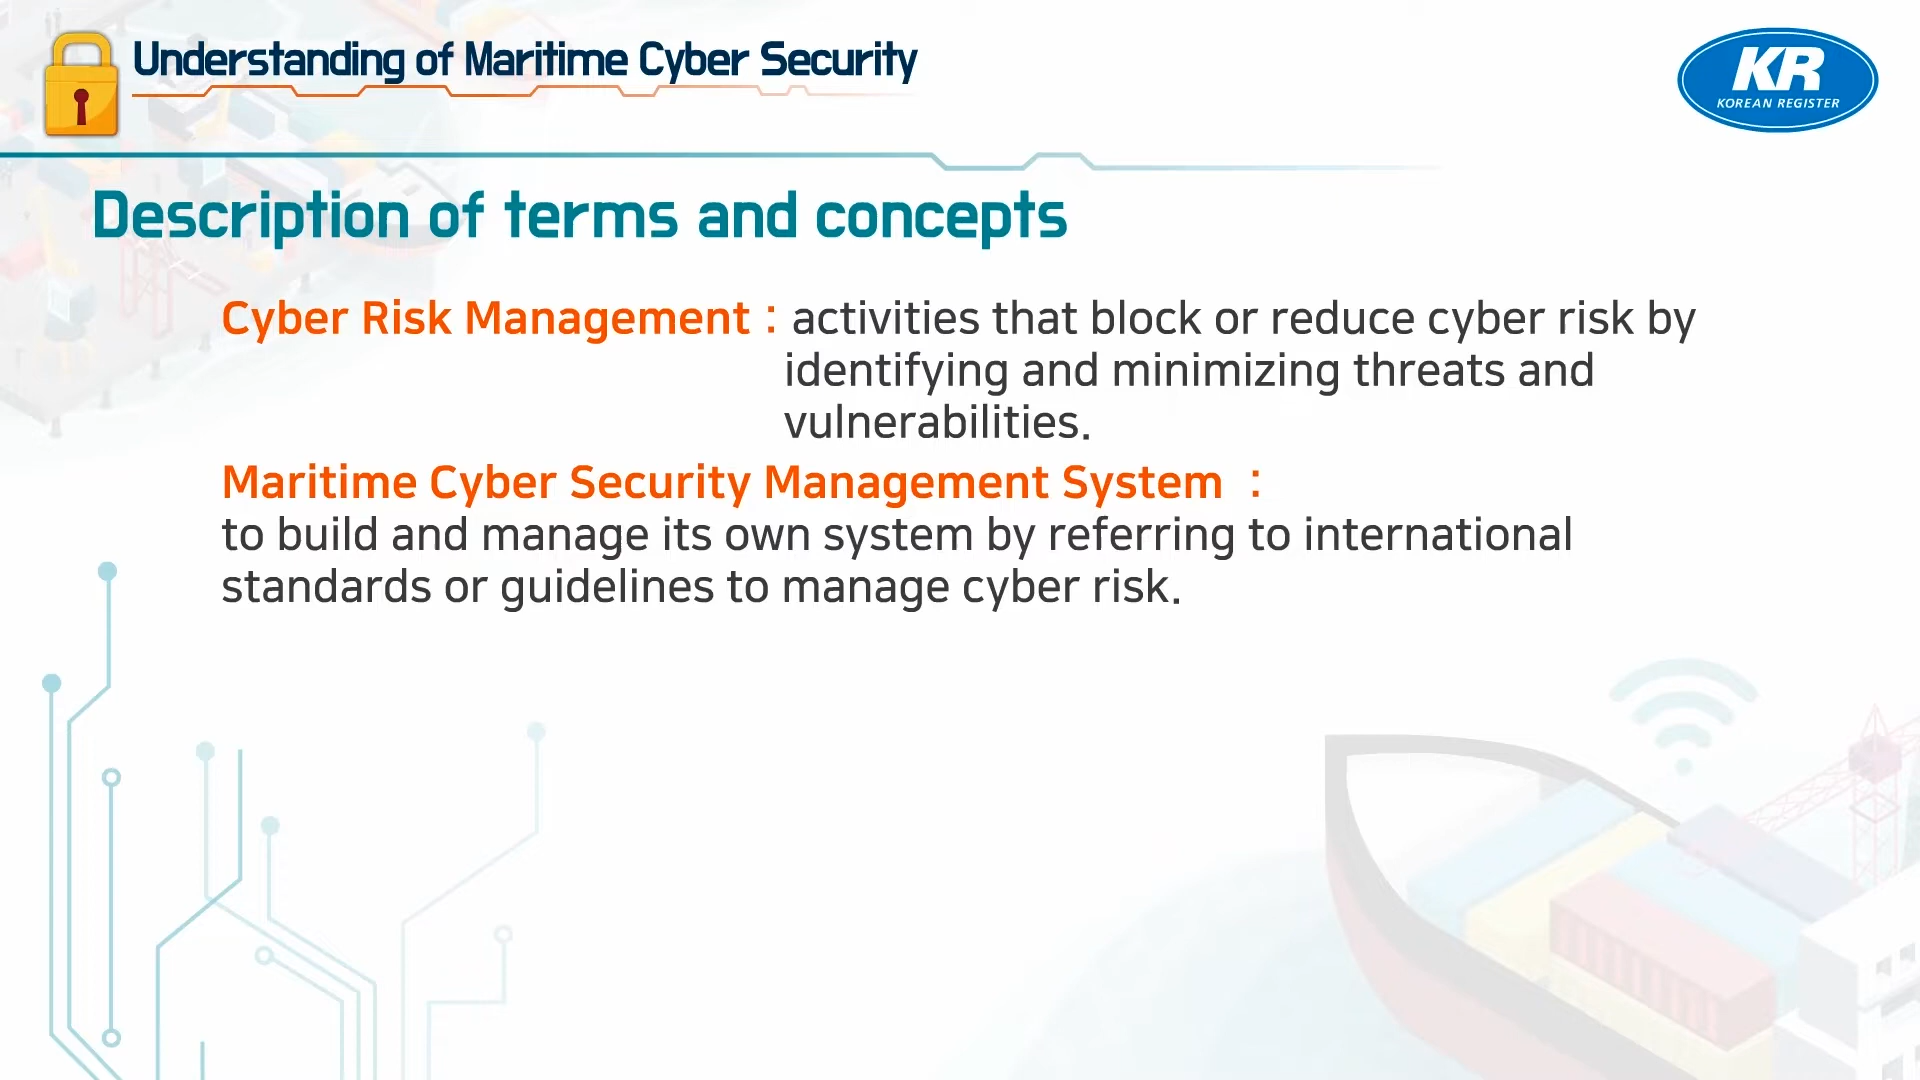 Understanding of Maritime Cyber Security
KR
KOREAN REGISTER
Description of terms and concepts
Cyber Risk Management : activities that block or reduce cyber risk by
identifying and minimizing threats and
vulnerabilities.
Maritime Cyber Security Management System :
to build and manage its own system by referring to international
standards or guidelines to manage cyber risk.